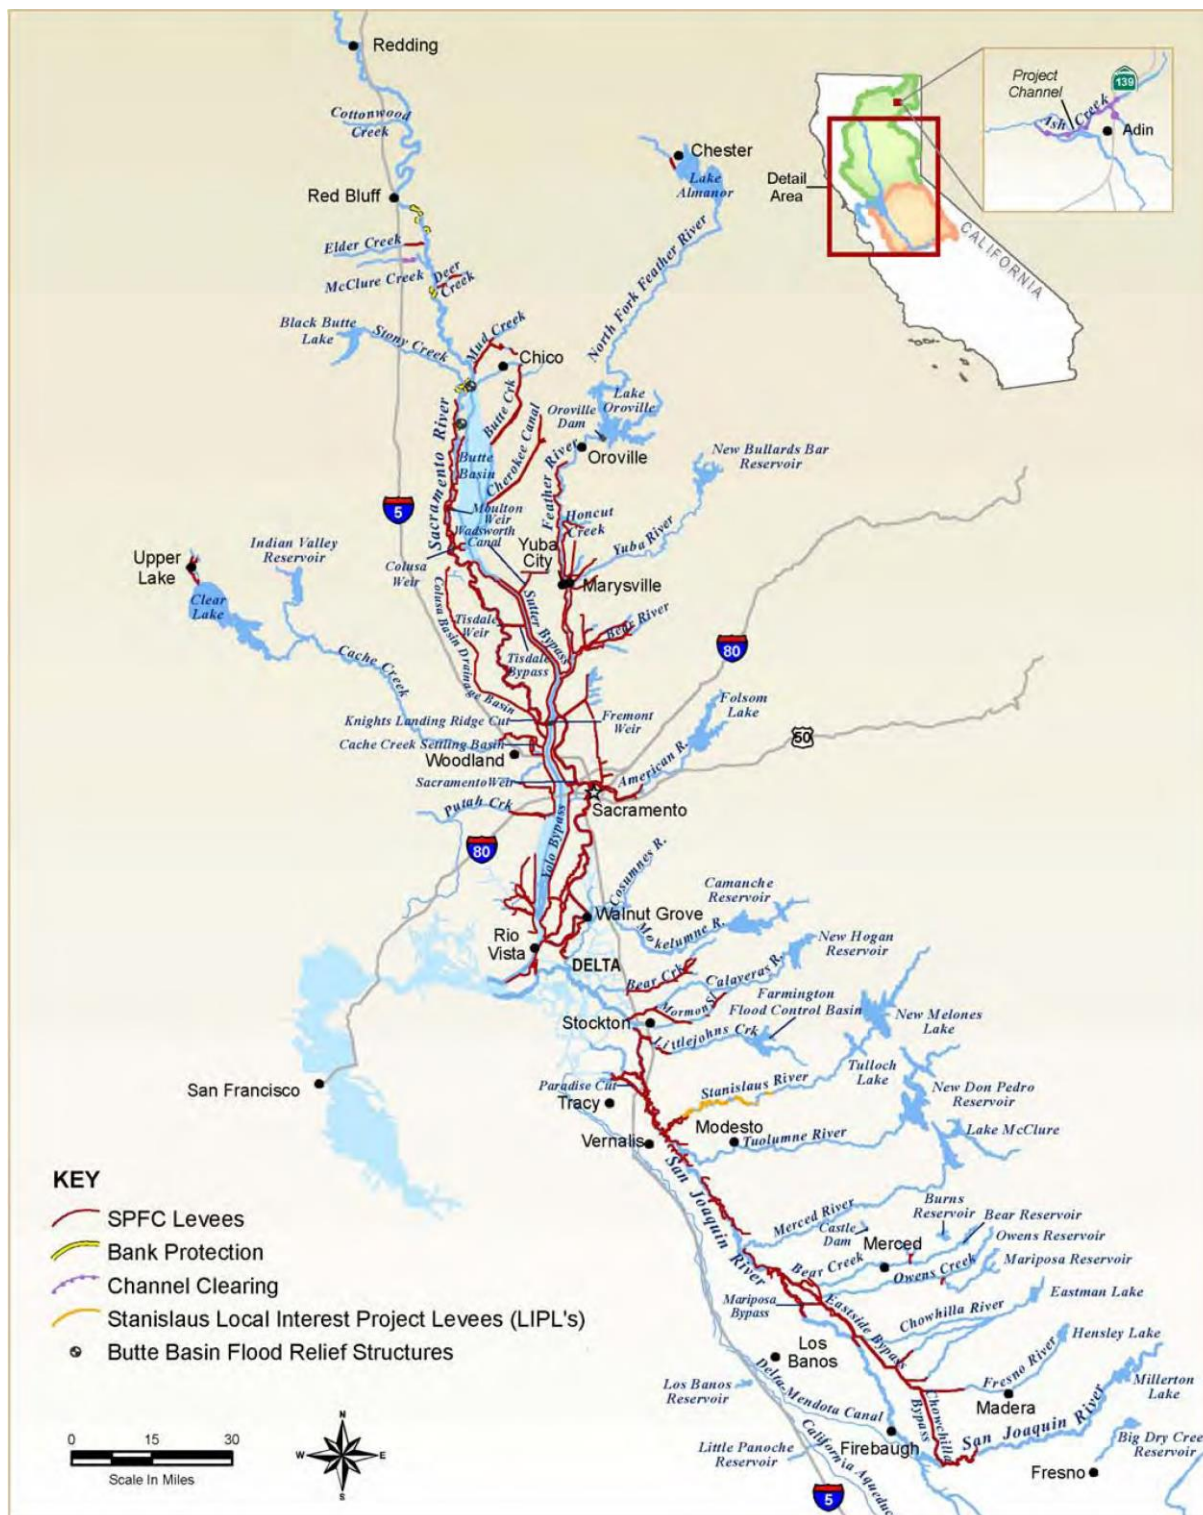 Redding
Cottonwood
Creek
Chester
Lake
Almanor
Red Bluff
Elder Creek
McClure Creek
Deer
Creek
North Fork Feather River
Black Butte
Lake
Stony Creek
Mud Creek
Chico
Butte Crk
Cherokee Canal
Sacramento River
Butte
Basin
Oroville
Dam
Lake
Oroville
Oroville
Feather River
New Bullards Bar
Reservoir
5
Moulton
Weir
Wadsworth
Canal
Honcut
Creek
Yuba
City
Yuba River
Marysville
Upper
Lake
Clear
Lake
Indian Valley
Reservoir
Colusa
Weir
Colusa Basin Drainage Basin
Tisdale
Weir
Sutter Bypass
Tisdale
Bypass
Bear River
80
Cache Creek
Knights Landing Ridge Cut
Fremont
Weir
Folsom
Lake
50
Cache Creek Settling Basin
Woodland
Sacramento Weir
American R.
Sacramento
Putah Crk
80
Yolo Bypass
Cosumnes R.
Camanche
Reservoir
Walnut Grove
Mokelumne R.
Rio
Vista
DELTA
New Hogan
Reservoir
Bear Crk
Calaveras R.
Mormon Sl.
Farmington
Flood Control Basin
Stockton
Littlejohns Crk
New Melones
Lake
Tulloch
Lake
San Francisco
Paradise Cut
Tracy
Stanislaus River
New Don Pedro
Reservoir
Vernalis
Modesto
Tuolumne River
Lake McClure
San Joaquin River
Merced River
Castle
Dam
Burns
Reservoir
Bear Reservoir
Owens Reservoir
Merced
Bear Creek
Owens Creek
Mariposa Reservoir
Mariposa
Bypass
Eastside Bypass
Eastman Lake
Chowhilla River
Los
Banos
Hensley Lake
Fresno River
Los Banos
Reservoir
Delta-Mendota Canal
Madera
Millerton
Lake
Chowchilla
Bypass
San Joaquin River
Firebaugh
Little Panoche
Reservoir
California Aqueduc
Big Dry Cree
Reservoir
Fresno
5
Detail
Area
CALIFORNIA
Project
Channel
139
Ash Creek
Adin
KEY
SPFC Levees
Bank Protection
Channel Clearing
Stanislaus Local Interest Project Levees (LIPL's)
Butte Basin Flood Relief Structures
0 15 30
Scale In Miles
N
W E
S